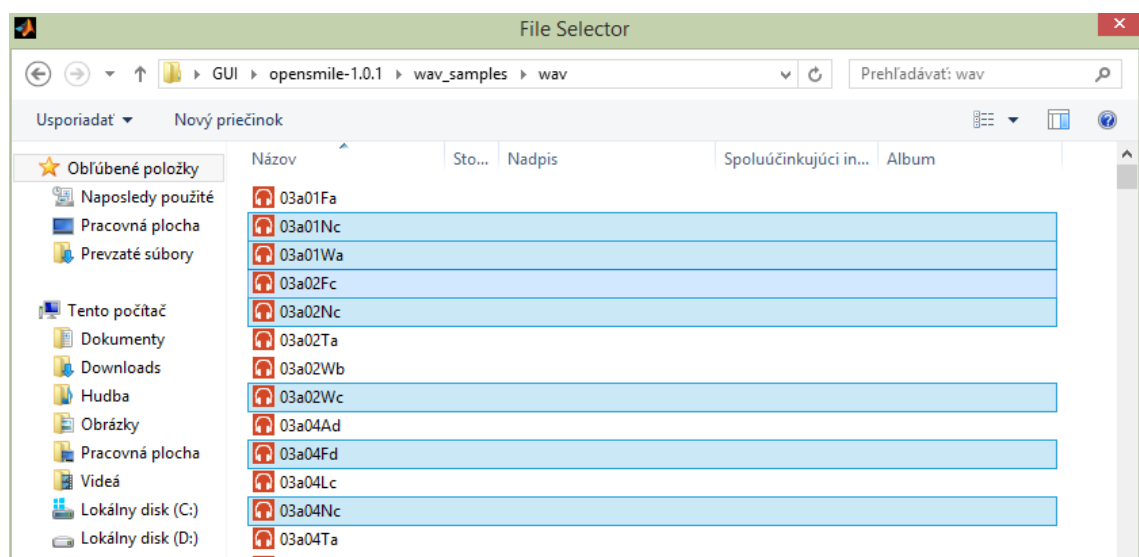 File Selector
GUI opensmile-1.0.1 wav_samples wav
Prehľadávať: wav
Usporiadať Nový priečinok
Obľúbené položky
Naposledy použité
Pracovná plocha
Prevzaté súbory
Tento počítač
Dokumenty
Downloads
Hudba
Obrázky
Pracovná plocha
Videá
Lokálny disk (C:)
Lokálny disk (D:)
Názov Sto... Nadpis Spoluúčinkujúci in... Album
03a01Fa
03a01Nc
03a01Wa
03a02Fc
03a02Nc
03a02Ta
03a02Wb
03a02Wc
03a04Ad
03a04Fd
03a04Lc
03a04Nc
03a04Ta